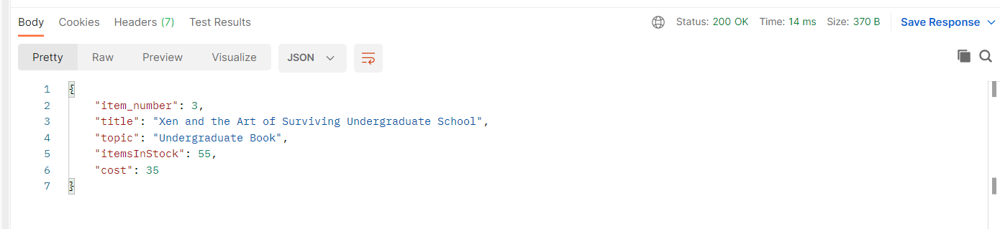 Body Cookies Headers (7) Test Results Status: 200 OK Time: 14 ms Size: 370 B Save Response
Pretty Raw Preview Visualize JSON
1 {
2 "item_number": 3,
3 "title": "Xen and the Art of Surviving Undergraduate School",
4 "topic": "Undergraduate Book",
5 "itemsInStock": 55,
6 "cost": 35
7 }